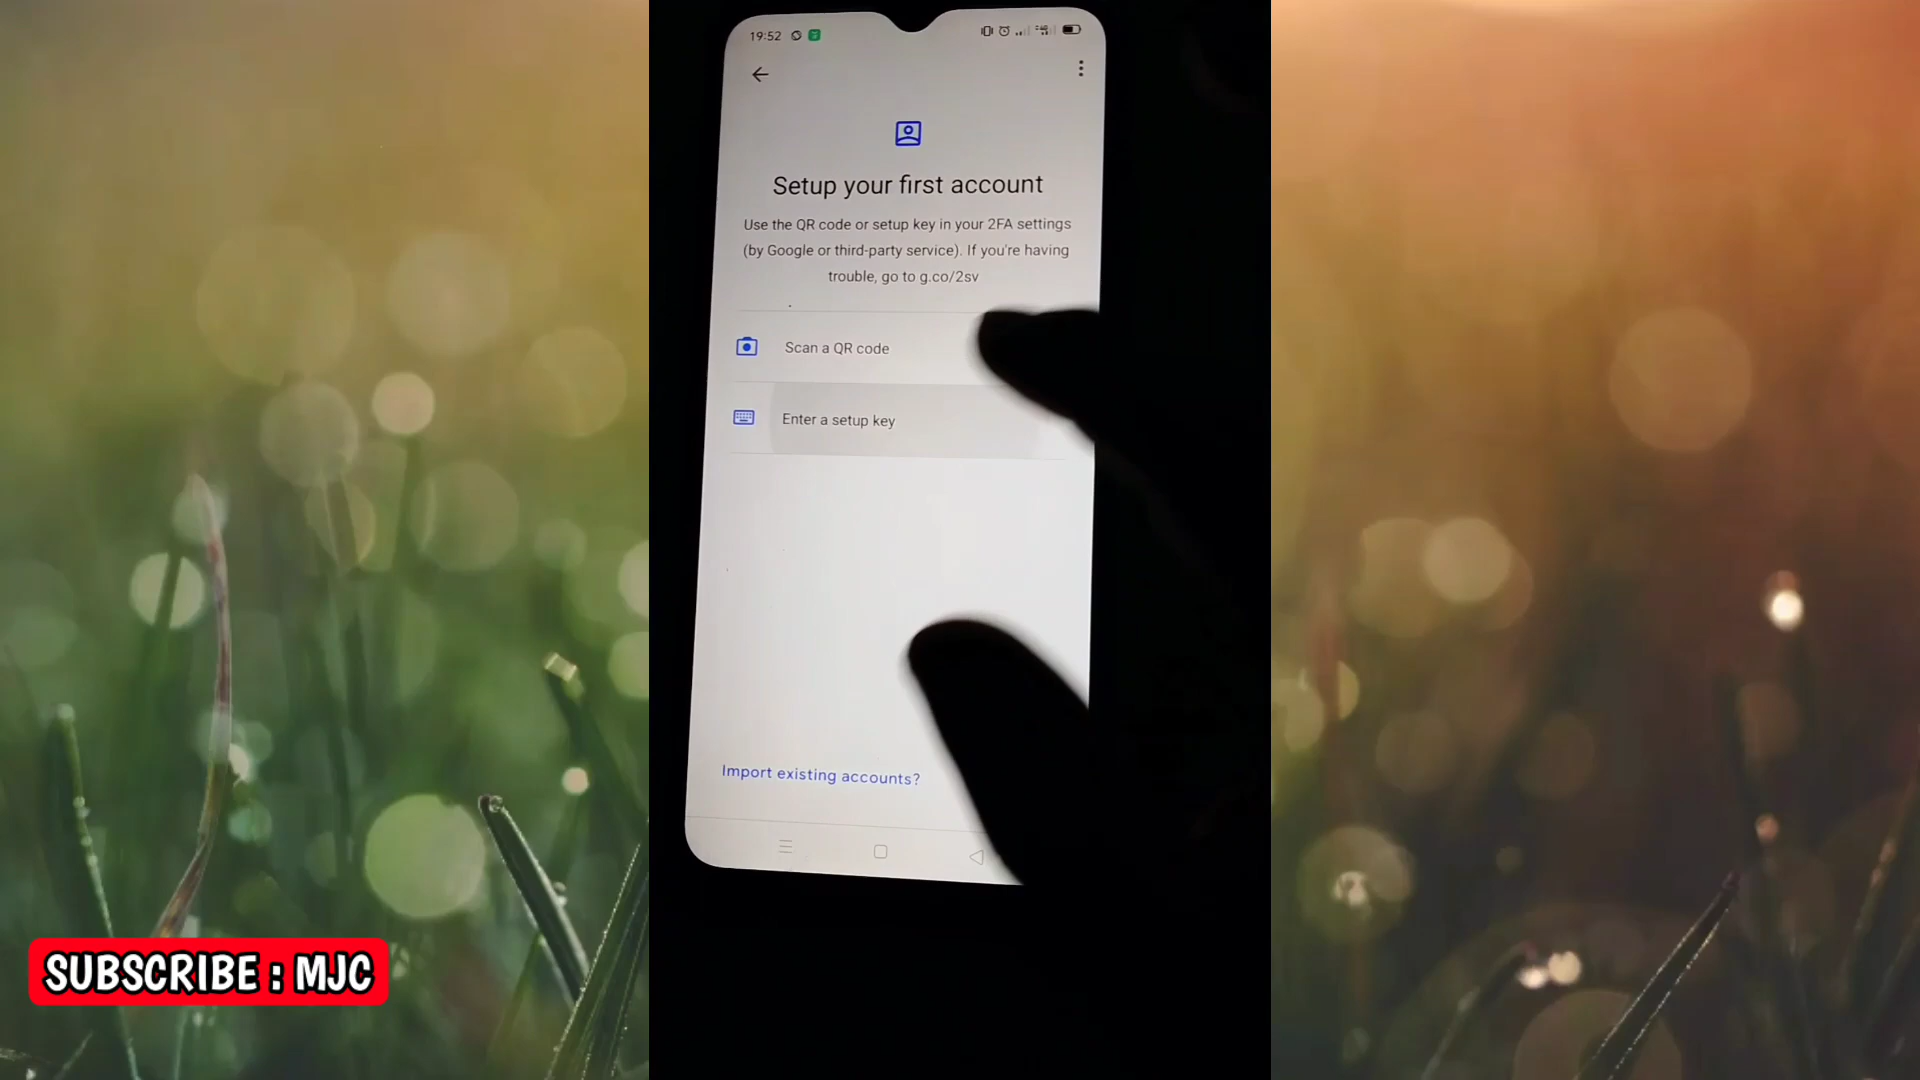 19:52
Setup your first account
Use the QR code or setup key in your 2FA settings
(by Google or third-party service). If you're having
trouble, go to g.co/2sv
Scan a QR code
Enter a setup key
Import existing accounts?
SUBSCRIBE : MJC